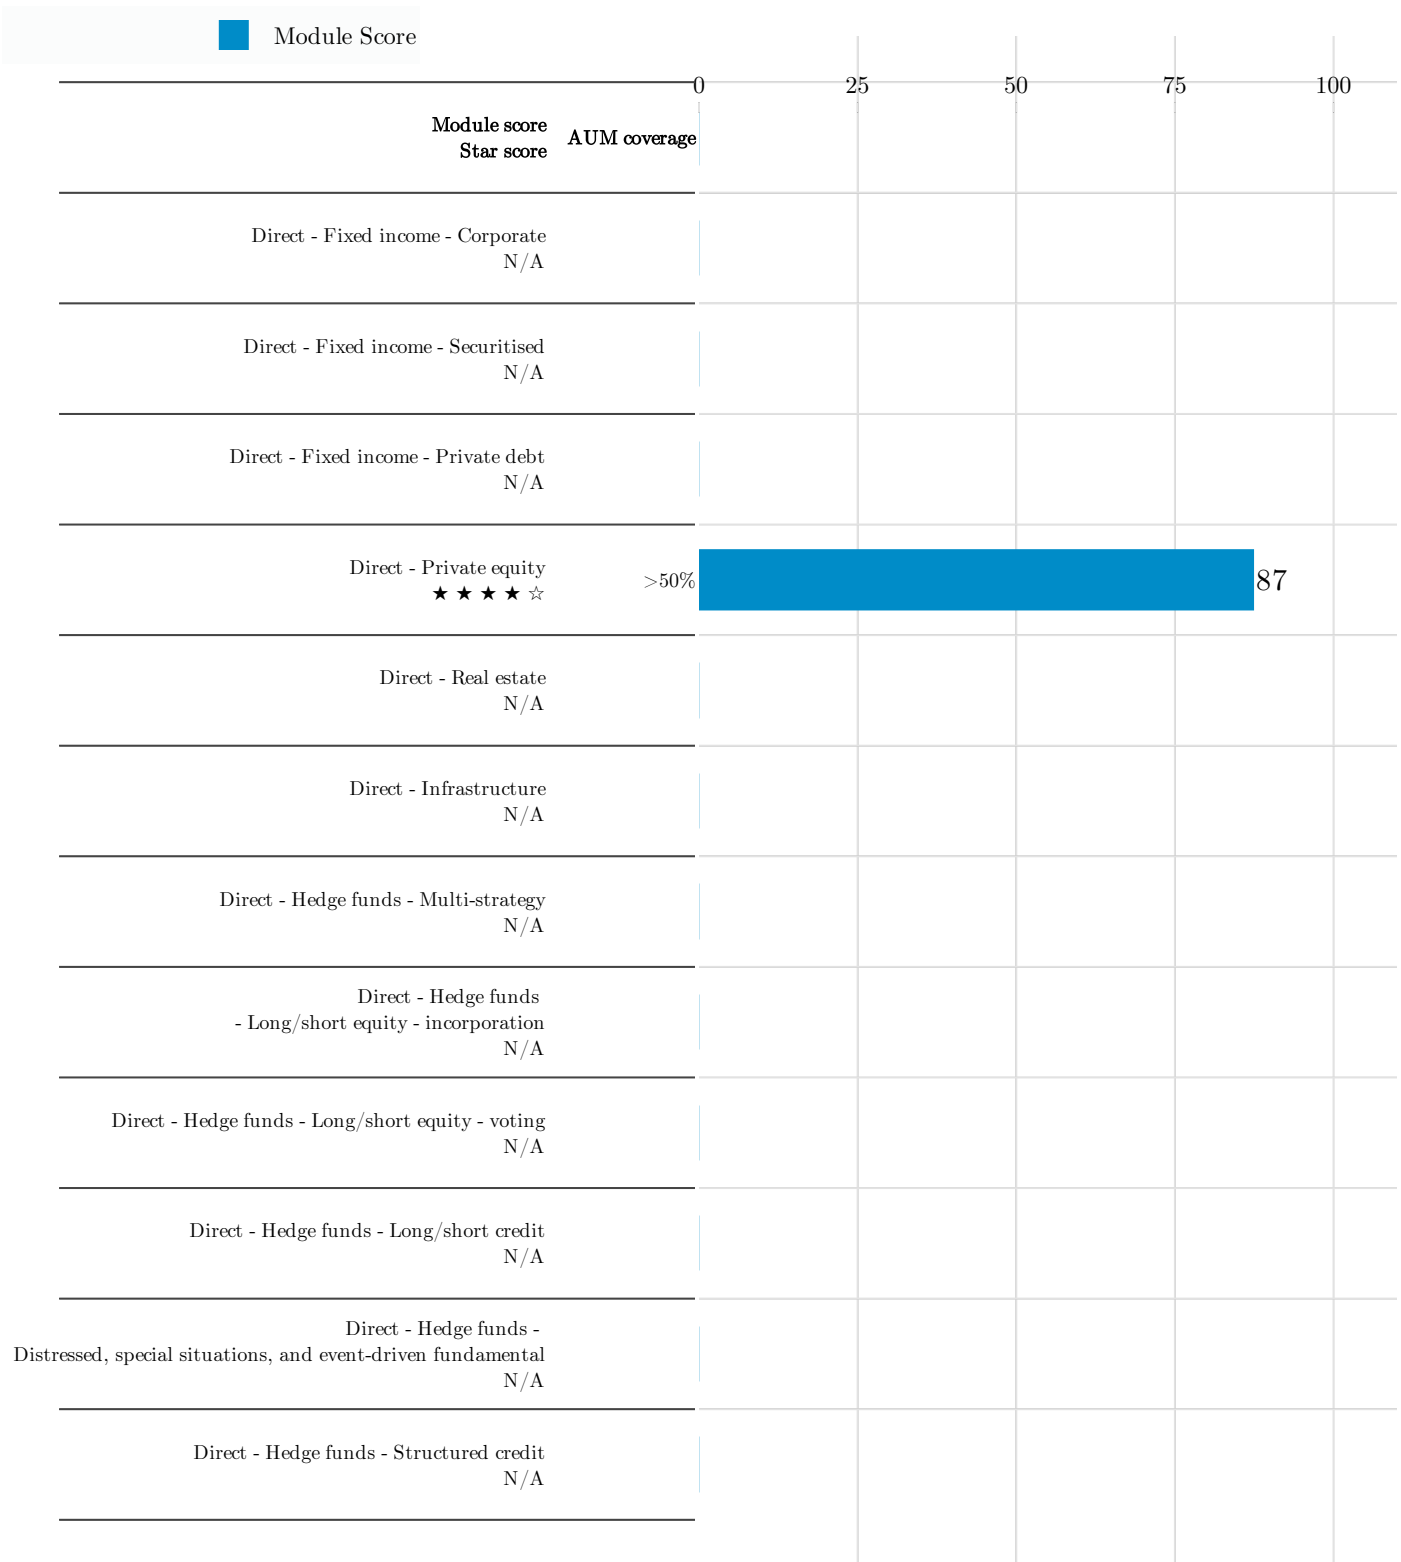 Module Score
0 25 50 75 100
Module score
Star score
AUM coverage
Direct - Fixed income - Corporate
N/A
Direct - Fixed income - Securitised
N/A
Direct - Fixed income - Private debt
N/A
Direct - Private equity
★ ★ ★ ★ ☆
>50%
87
Direct - Real estate
N/A
Direct - Infrastructure
N/A
Direct - Hedge funds - Multi-strategy
N/A
Direct - Hedge funds
- Long/short equity - incorporation
N/A
Direct - Hedge funds - Long/short equity - voting
N/A
Direct - Hedge funds - Long/short credit
N/A
Direct - Hedge funds -
Distressed, special situations, and event-driven fundamental
N/A
Direct - Hedge funds - Structured credit
N/A